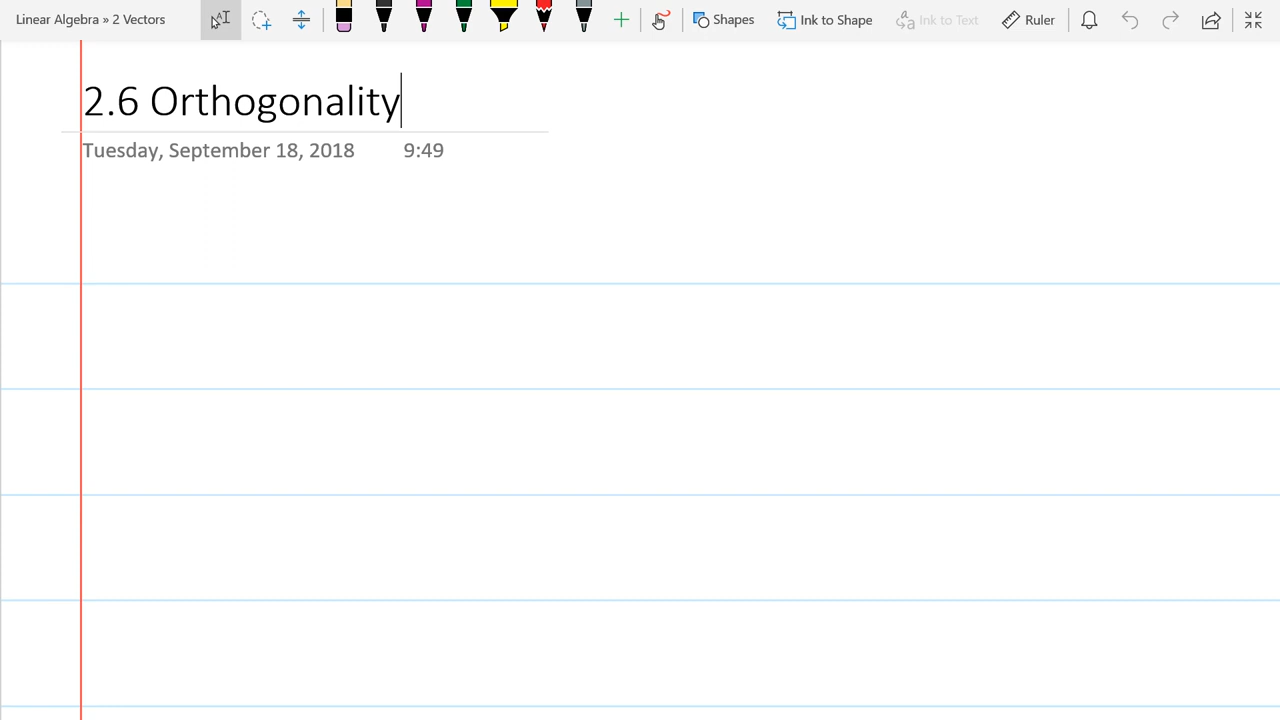 Linear Algebra » 2 Vectors
Shapes
Ink to Shape
Ink to Text
Ruler
2.6 Orthogonality
Tuesday, September 18, 2018 9:49